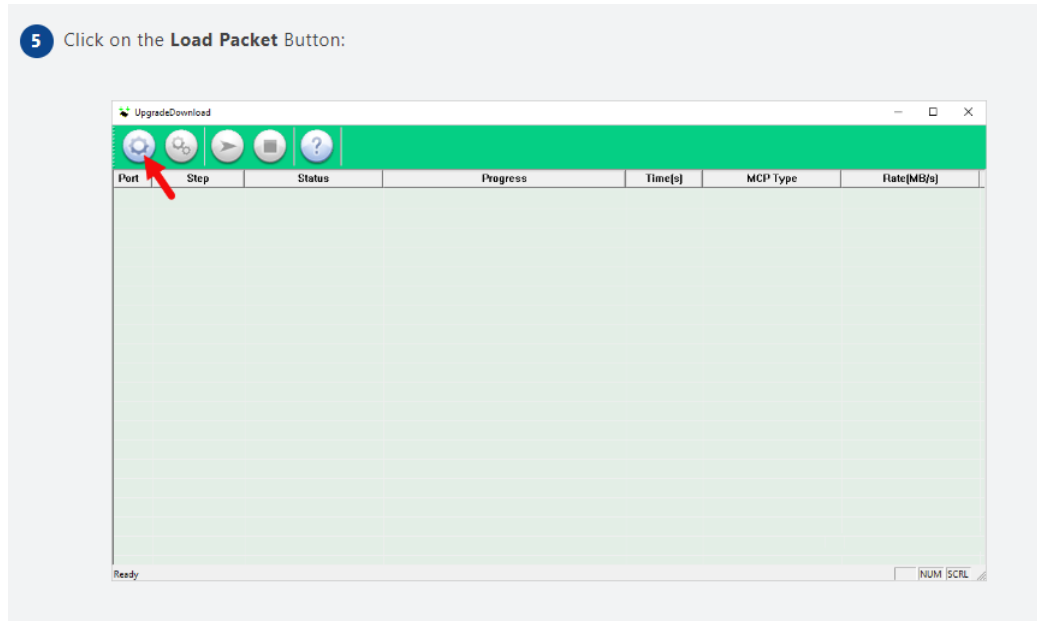 5 Click on the Load Packet Button:
UpgradeDownload
?
Port Step Status Progress Time(s) MCP Type Rate(MB/s)
Ready NUM SCRL